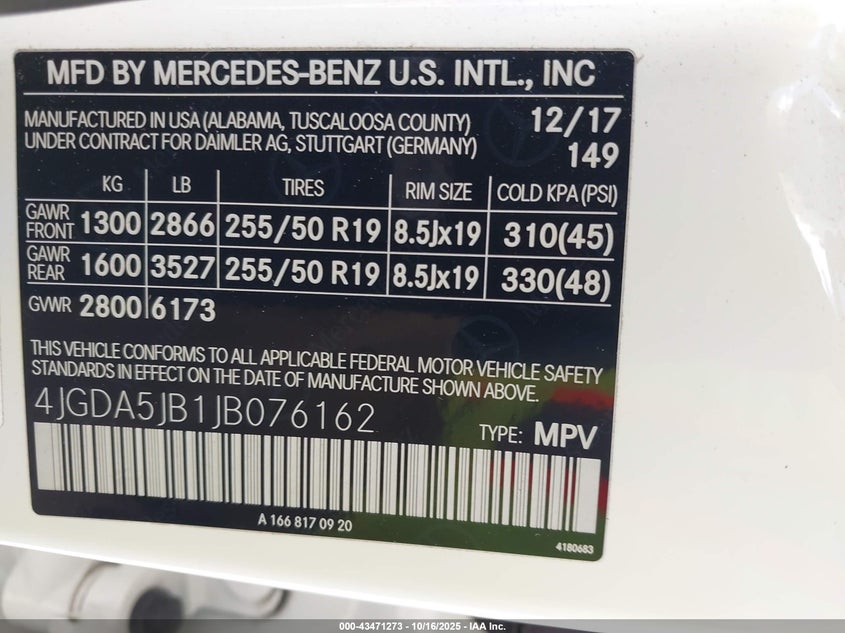 MFD BY MERCEDES-BENZ U.S. INTL., INC
MANUFACTURED IN USA (ALABAMA, TUSCALOOSA COUNTY) 12/17
UNDER CONTRACT FOR DAIMLER AG, STUTTGART (GERMANY) 149
KG LB TIRES RIM SIZE COLD KPA (PSI)
GAWR FRONT 1300 2866 255/50 R19 8.5Jx19 310(45)
GAWR REAR 1600 3527 255/50 R19 8.5Jx19 330(48)
GVWR 2800 6173
THIS VEHICLE CONFORMS TO ALL APPLICABLE FEDERAL MOTOR VEHICLE SAFETY
STANDARDS IN EFFECT ON THE DATE OF MANUFACTURE SHOWN ABOVE.
4JGDA5JB1JB076162
TYPE: MPV
A 166 817 09 20
4180683
000-43471273 - 10/16/2025 - IAA Inc.